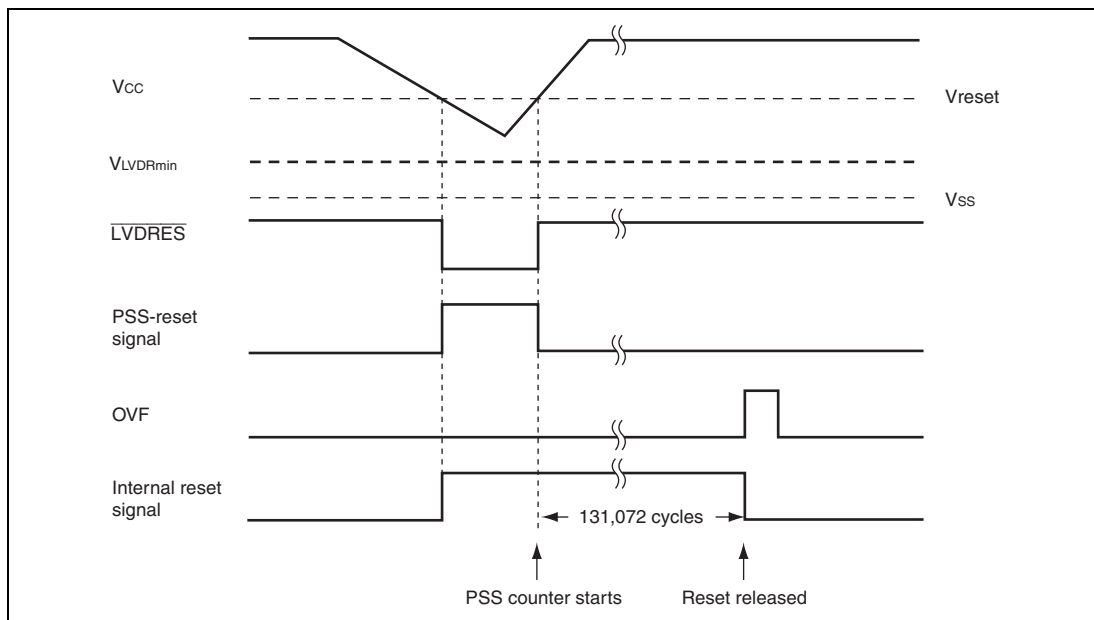 VCC
Vreset
VLVDRmin
VSS
LVDRES
PSS-reset
signal
OVF
Internal reset
signal
131,072 cycles
PSS counter starts
Reset released